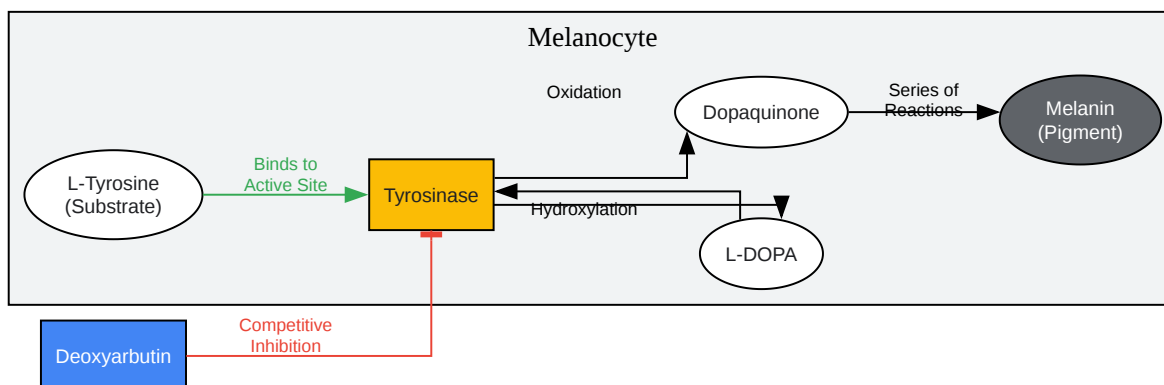 Melanocyte
Oxidation
Dopaquinone
Series of
Reactions
Melanin
(Pigment)
L-Tyrosine
(Substrate)
Binds to
Active Site
Tyrosinase
Hydroxylation
L-DOPA
Deoxyarbutin
Competitive
Inhibition